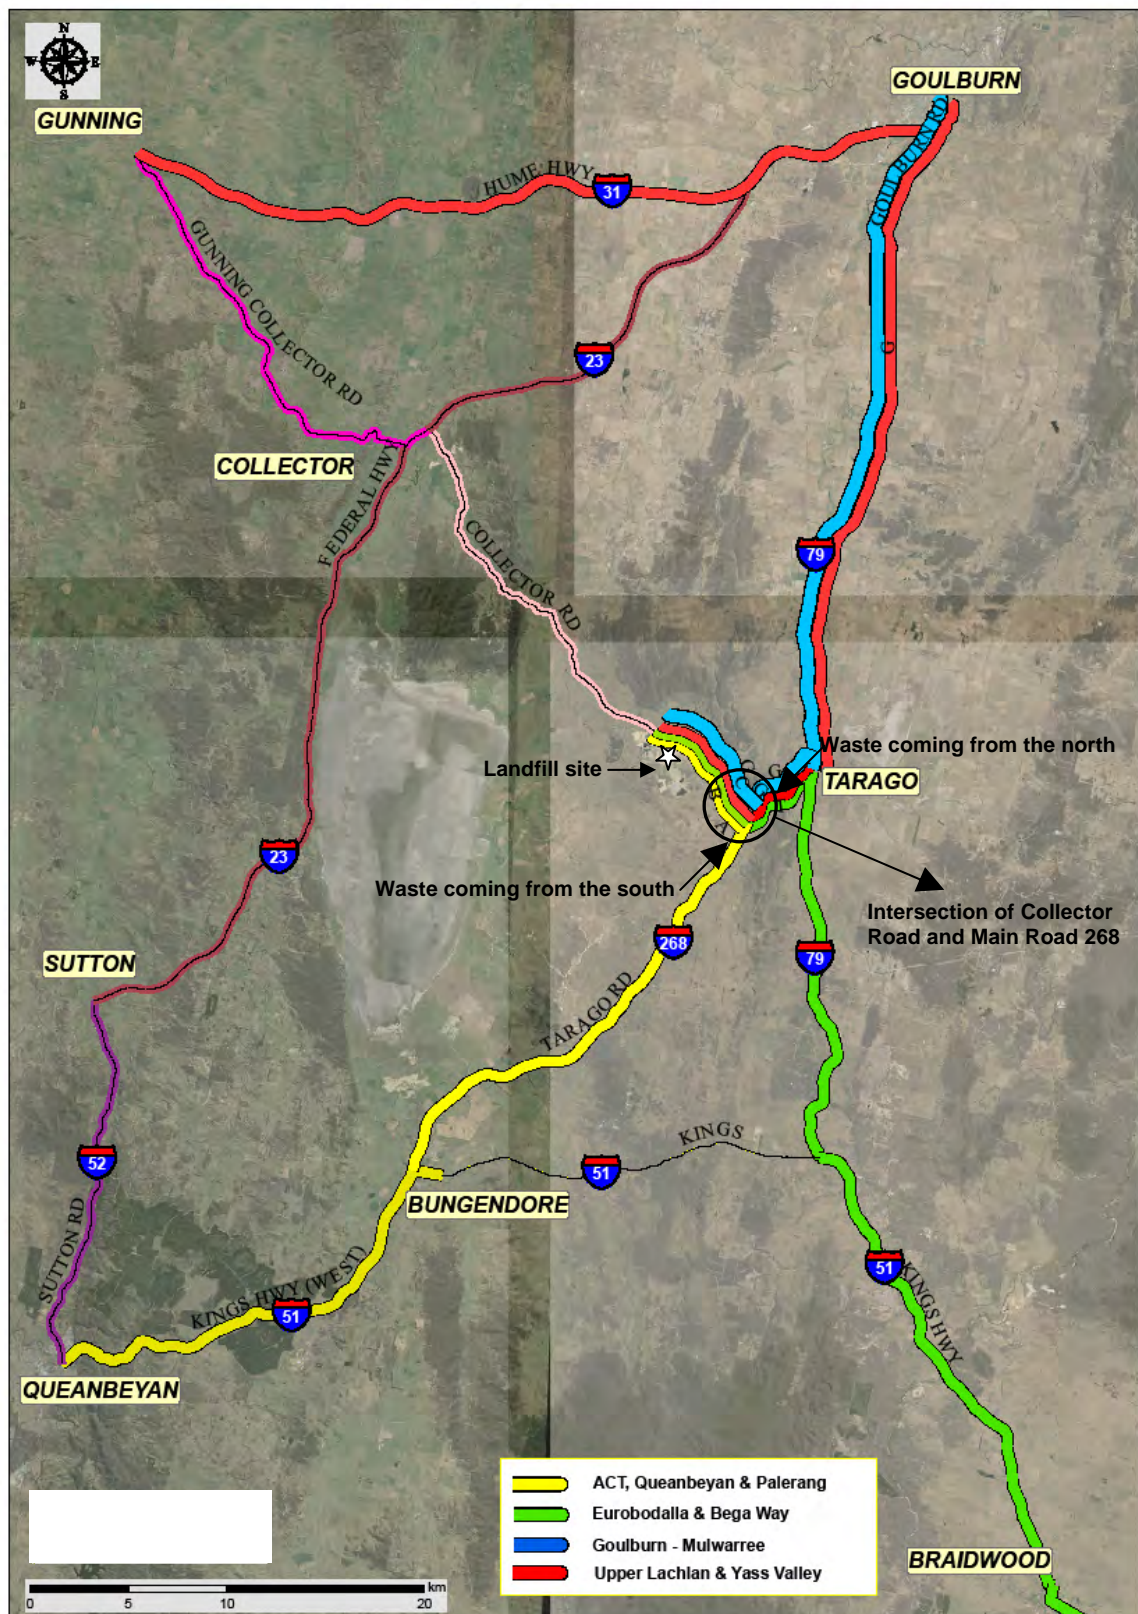 N
W E
S
GUNNING
GOULBURN
GOULBURN RD
HUME HWY
31
GUNNING COLLECTOR RD
23
G
COLLECTOR
FEDERAL HWY
COLLECTOR RD
79
Waste coming from the north
Landfill site
TARAGO
23
Waste coming from the south
Intersection of Collector
Road and Main Road 268
268
79
SUTTON
TARAGO RD
KINGS
52
51
BUNGENDORE
SUTTON RD
KINGS HWY (WEST)
51
51
KINGS HWY
QUEANBEYAN
ACT, Queanbeyan & Palerang
Eurobodalla & Bega Way
Goulburn - Mulwarree
Upper Lachlan & Yass Valley
BRAIDWOOD
km
0 5 10 20